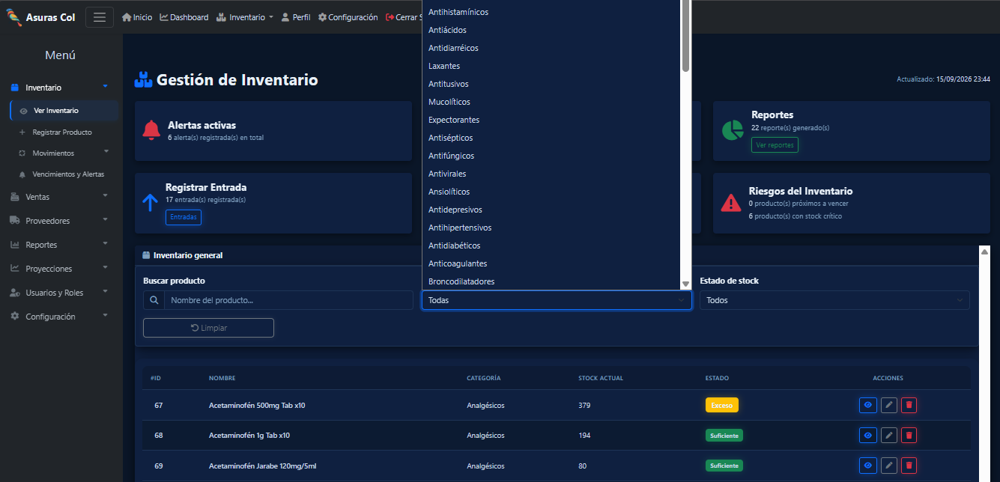 Asuras Col
Inicio
Dashboard
Inventario
Perfil
Configuración
Cerrar S
Menú
Inventario
Ver Inventario
Registrar Producto
Movimientos
Vencimientos y Alertas
Ventas
Proveedores
Reportes
Proyecciones
Usuarios y Roles
Configuración
Gestión de Inventario
Actualizado: 15/09/2026 23:44
Alertas activas
6 alerta(s) registrada(s) en total
Reportes
22 reporte(s) generado(s)
Ver reportes
Registrar Entrada
17 entrada(s) registrada(s)
Entradas
Riesgos del Inventario
0 producto(s) próximos a vencer
6 producto(s) con stock crítico
Antihistamínicos
Antiácidos
Antidiarréicos
Laxantes
Antitusivos
Mucolíticos
Expectorantes
Antisépticos
Antifúngicos
Antivirales
Ansiolíticos
Antidepresivos
Antihipertensivos
Antidiabéticos
Anticoagulantes
Broncodilatadores
Inventario general
Buscar producto
Nombre del producto...
Todas
Estado de stock
Todos
Limpiar
#ID NOMBRE CATEGORÍA STOCK ACTUAL ESTADO ACCIONES
67 Acetaminofén 500mg Tab x10 Analgésicos 379 Exceso
68 Acetaminofén 1g Tab x10 Analgésicos 194 Suficiente
69 Acetaminofén Jarabe 120mg/5ml Analgésicos 80 Suficiente